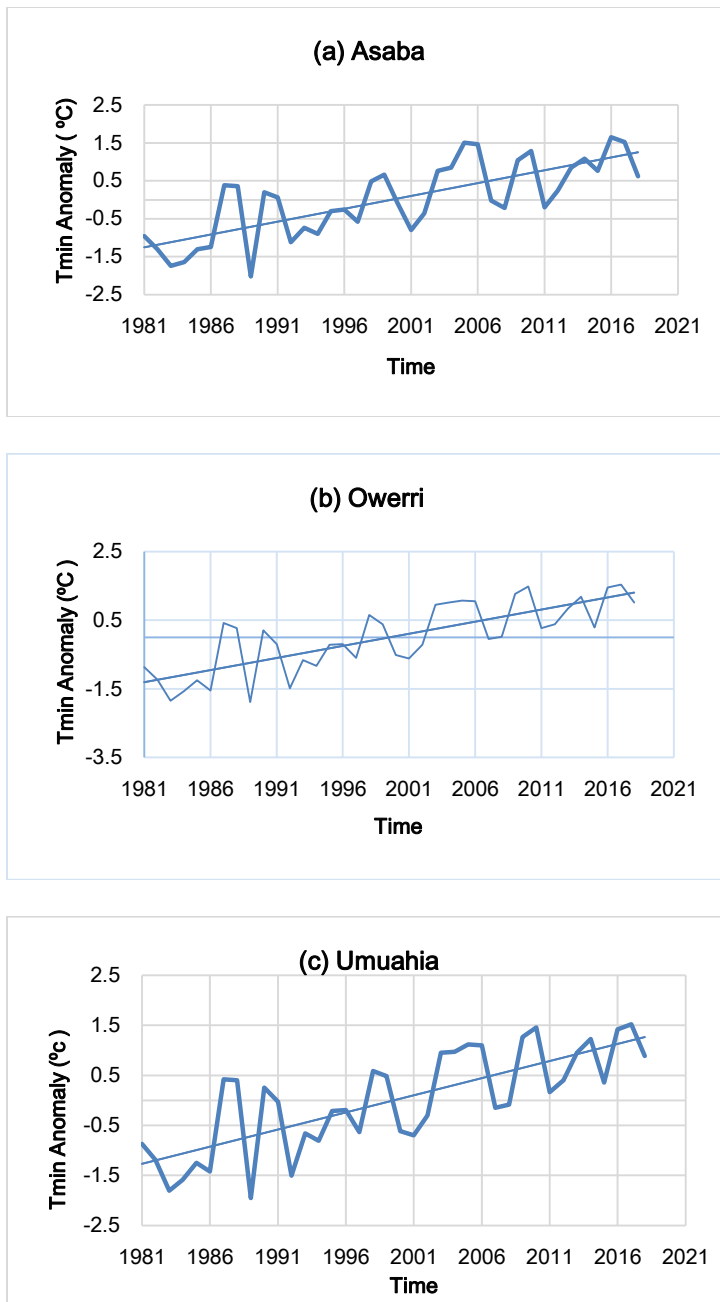 (a) Asaba
Tmin Anomaly ( ºC)
2.5
1.5
0.5
-0.5
-1.5
-2.5
1981 1986 1991 1996 2001 2006 2011 2016 2021
Time
(b) Owerri
Tmin Anomaly (ºC )
2.5
0.5
-1.5
-3.5
1981 1986 1991 1996 2001 2006 2011 2016 2021
Time
(c) Umuahia
Tmin Anomaly (ºc )
2.5
1.5
0.5
-0.5
-1.5
-2.5
1981 1986 1991 1996 2001 2006 2011 2016 2021
Time